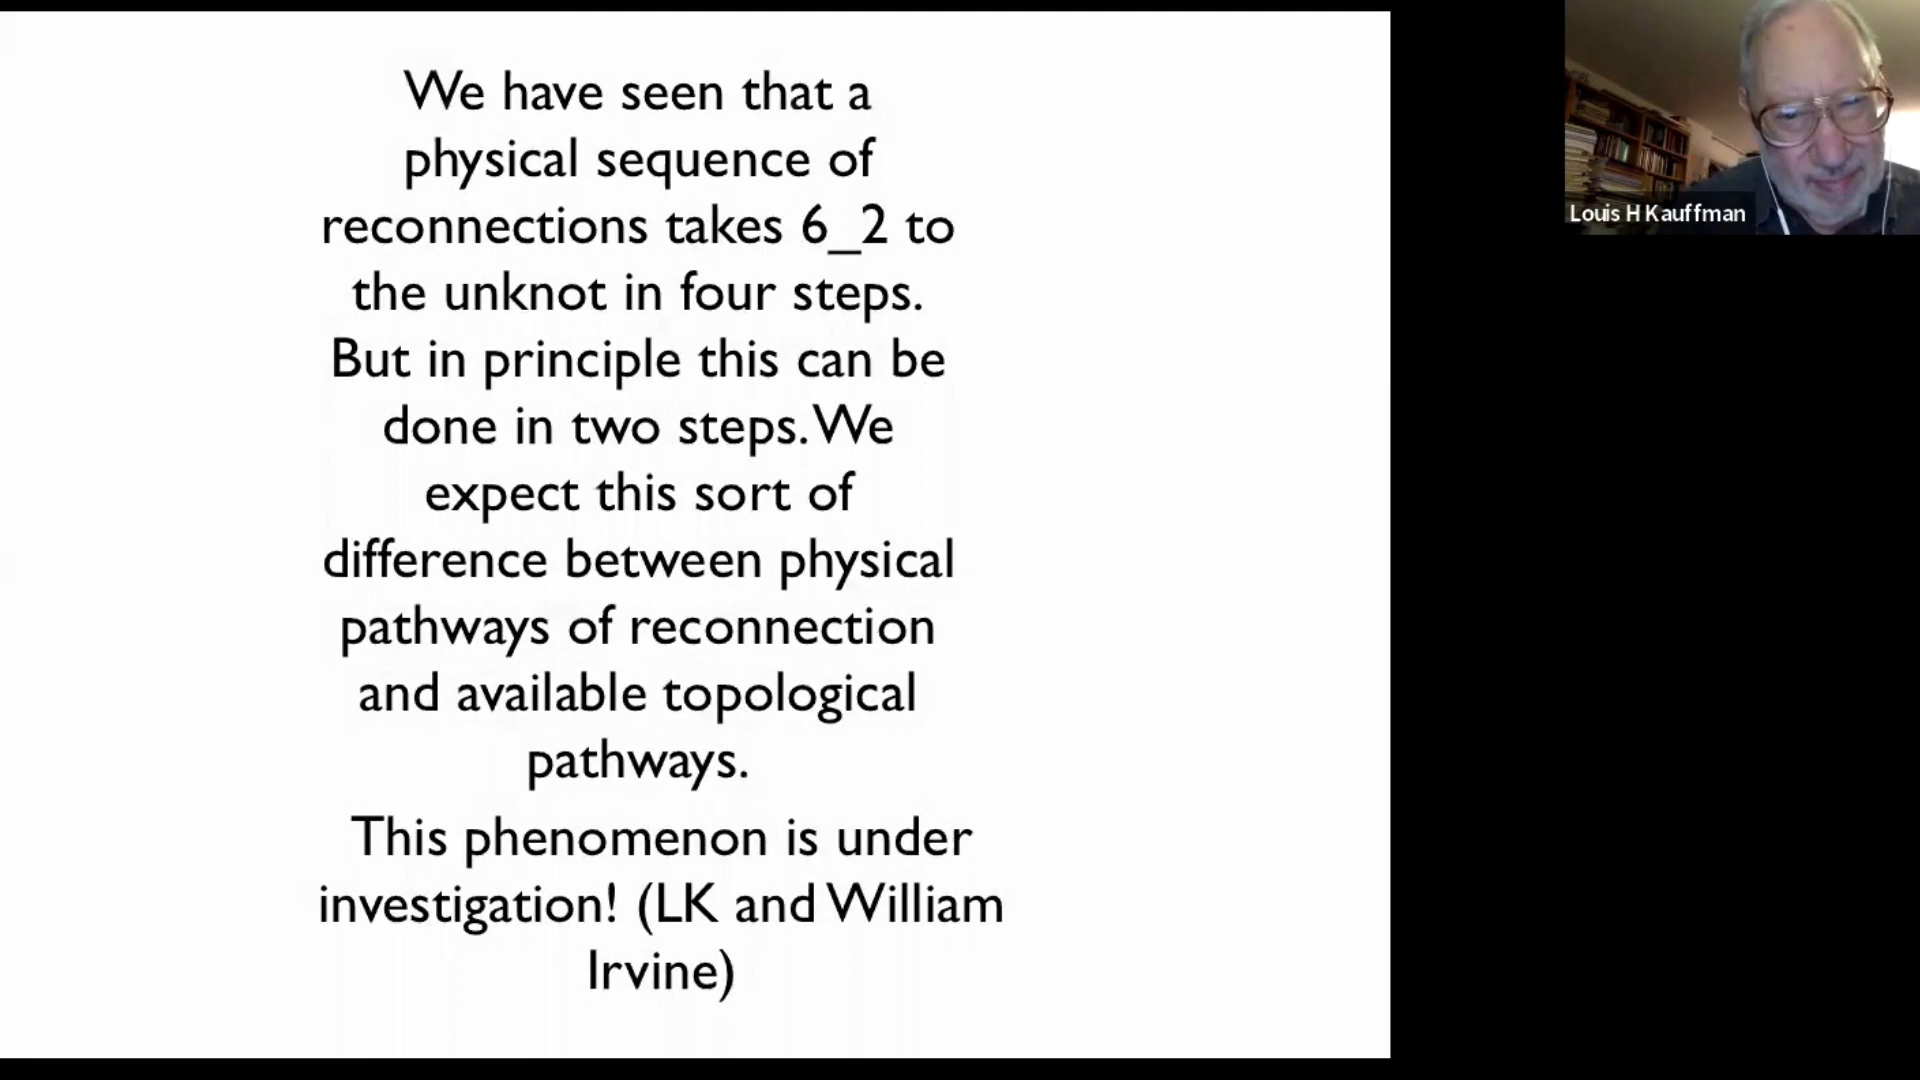 We have seen that a
physical sequence of
reconnections takes 6_2 to
the unknot in four steps.
But in principle this can be
done in two steps. We
expect this sort of
difference between physical
pathways of reconnection
and available topological
pathways.
This phenomenon is under
investigation! (LK and William
Irvine)
Louis H Kauffman